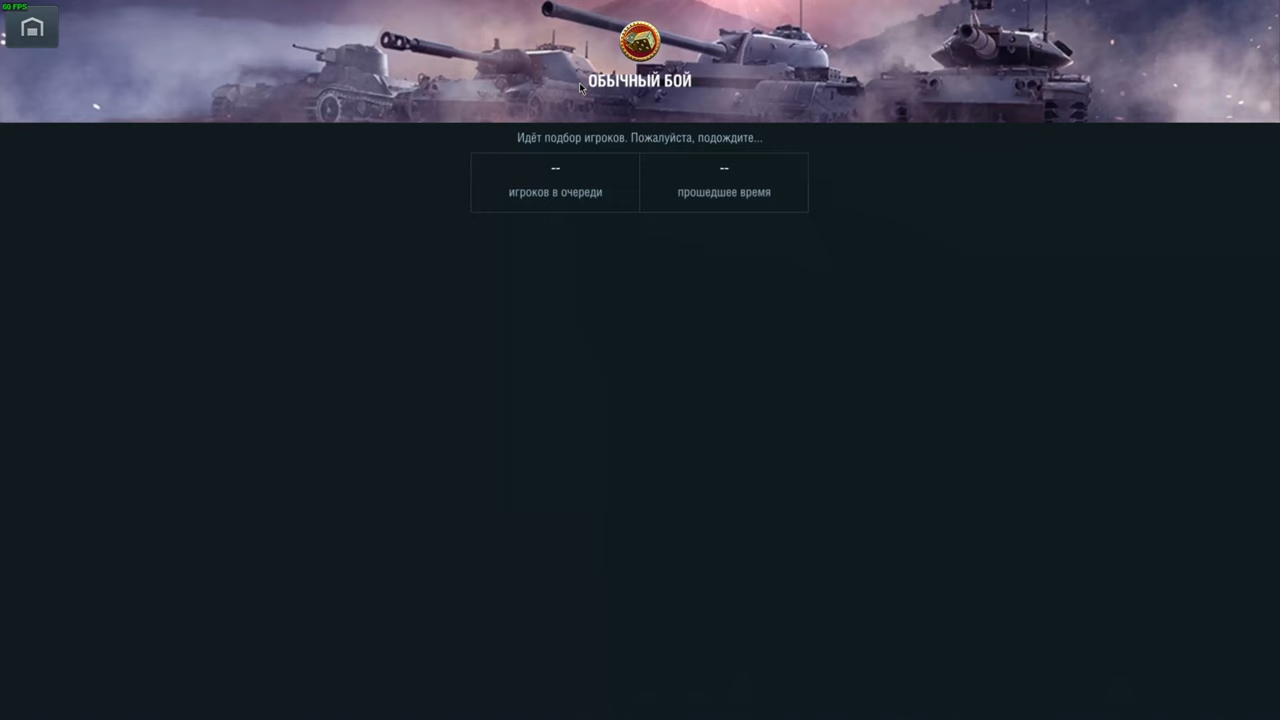 60 FPS
ОБЫЧНЫЙ БОЙ
Идёт подбор игроков. Пожалуйста, подождите...
-- --
игроков в очереди прошедшее время